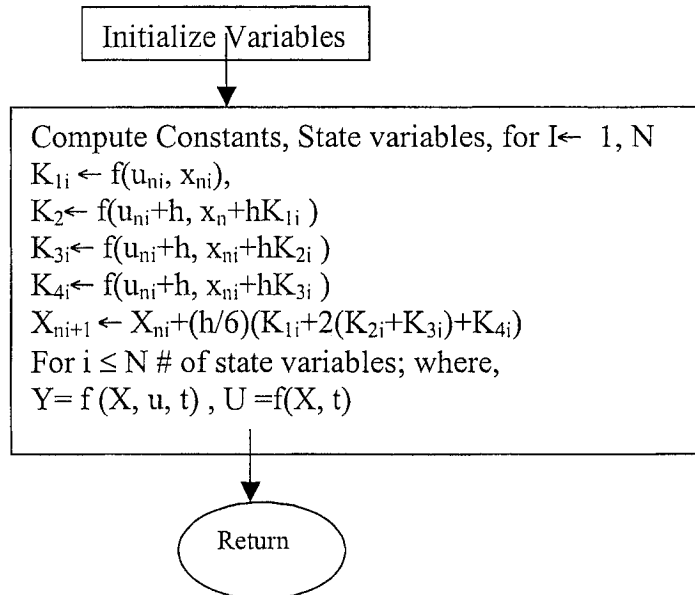 Initialize Variables
Compute Constants, State variables, for I← 1, N
K₁ᵢ ← f(uₙᵢ, xₙᵢ),
K₂← f(uₙᵢ+h, xₙ+hK₁ᵢ )
K₃ᵢ← f(uₙᵢ+h, xₙᵢ+hK₂ᵢ )
K₄ᵢ← f(uₙᵢ+h, xₙᵢ+hK₃ᵢ )
Xₙᵢ₊₁ ← Xₙᵢ+(h/6)(K₁ᵢ+2(K₂ᵢ+K₃ᵢ)+K₄ᵢ)
For i ≤ N # of state variables; where,
Y= f (X, u, t) , U =f(X, t)
Return